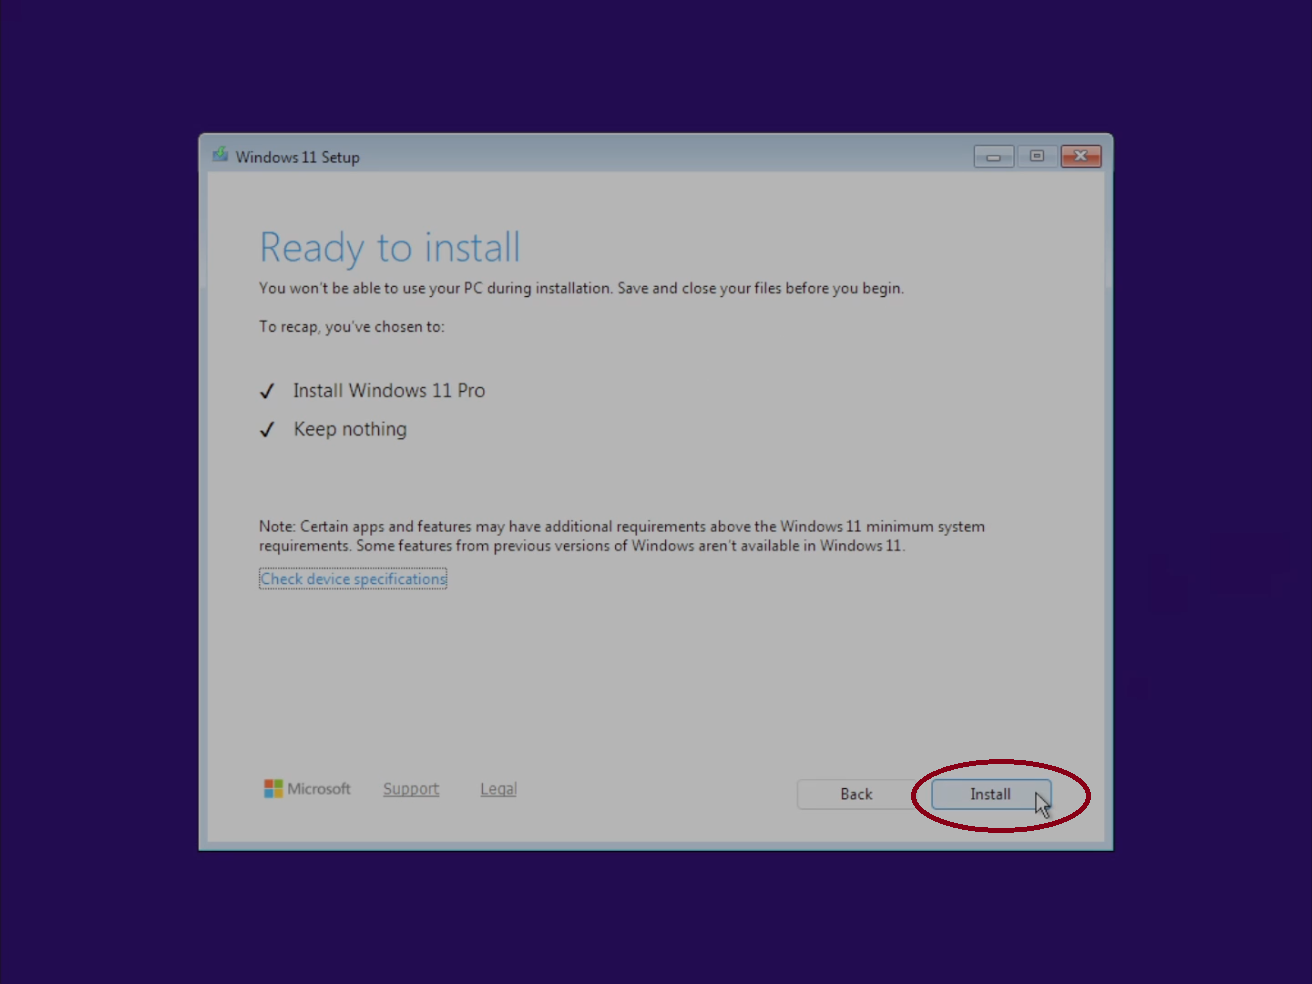 Windows 11 Setup
Ready to install
You won't be able to use your PC during installation. Save and close your files before you begin.
To recap, you've chosen to:
✓ Install Windows 11 Pro
✓ Keep nothing
Note: Certain apps and features may have additional requirements above the Windows 11 minimum system
requirements. Some features from previous versions of Windows aren't available in Windows 11.
Check device specifications
Microsoft Support Legal Back Install